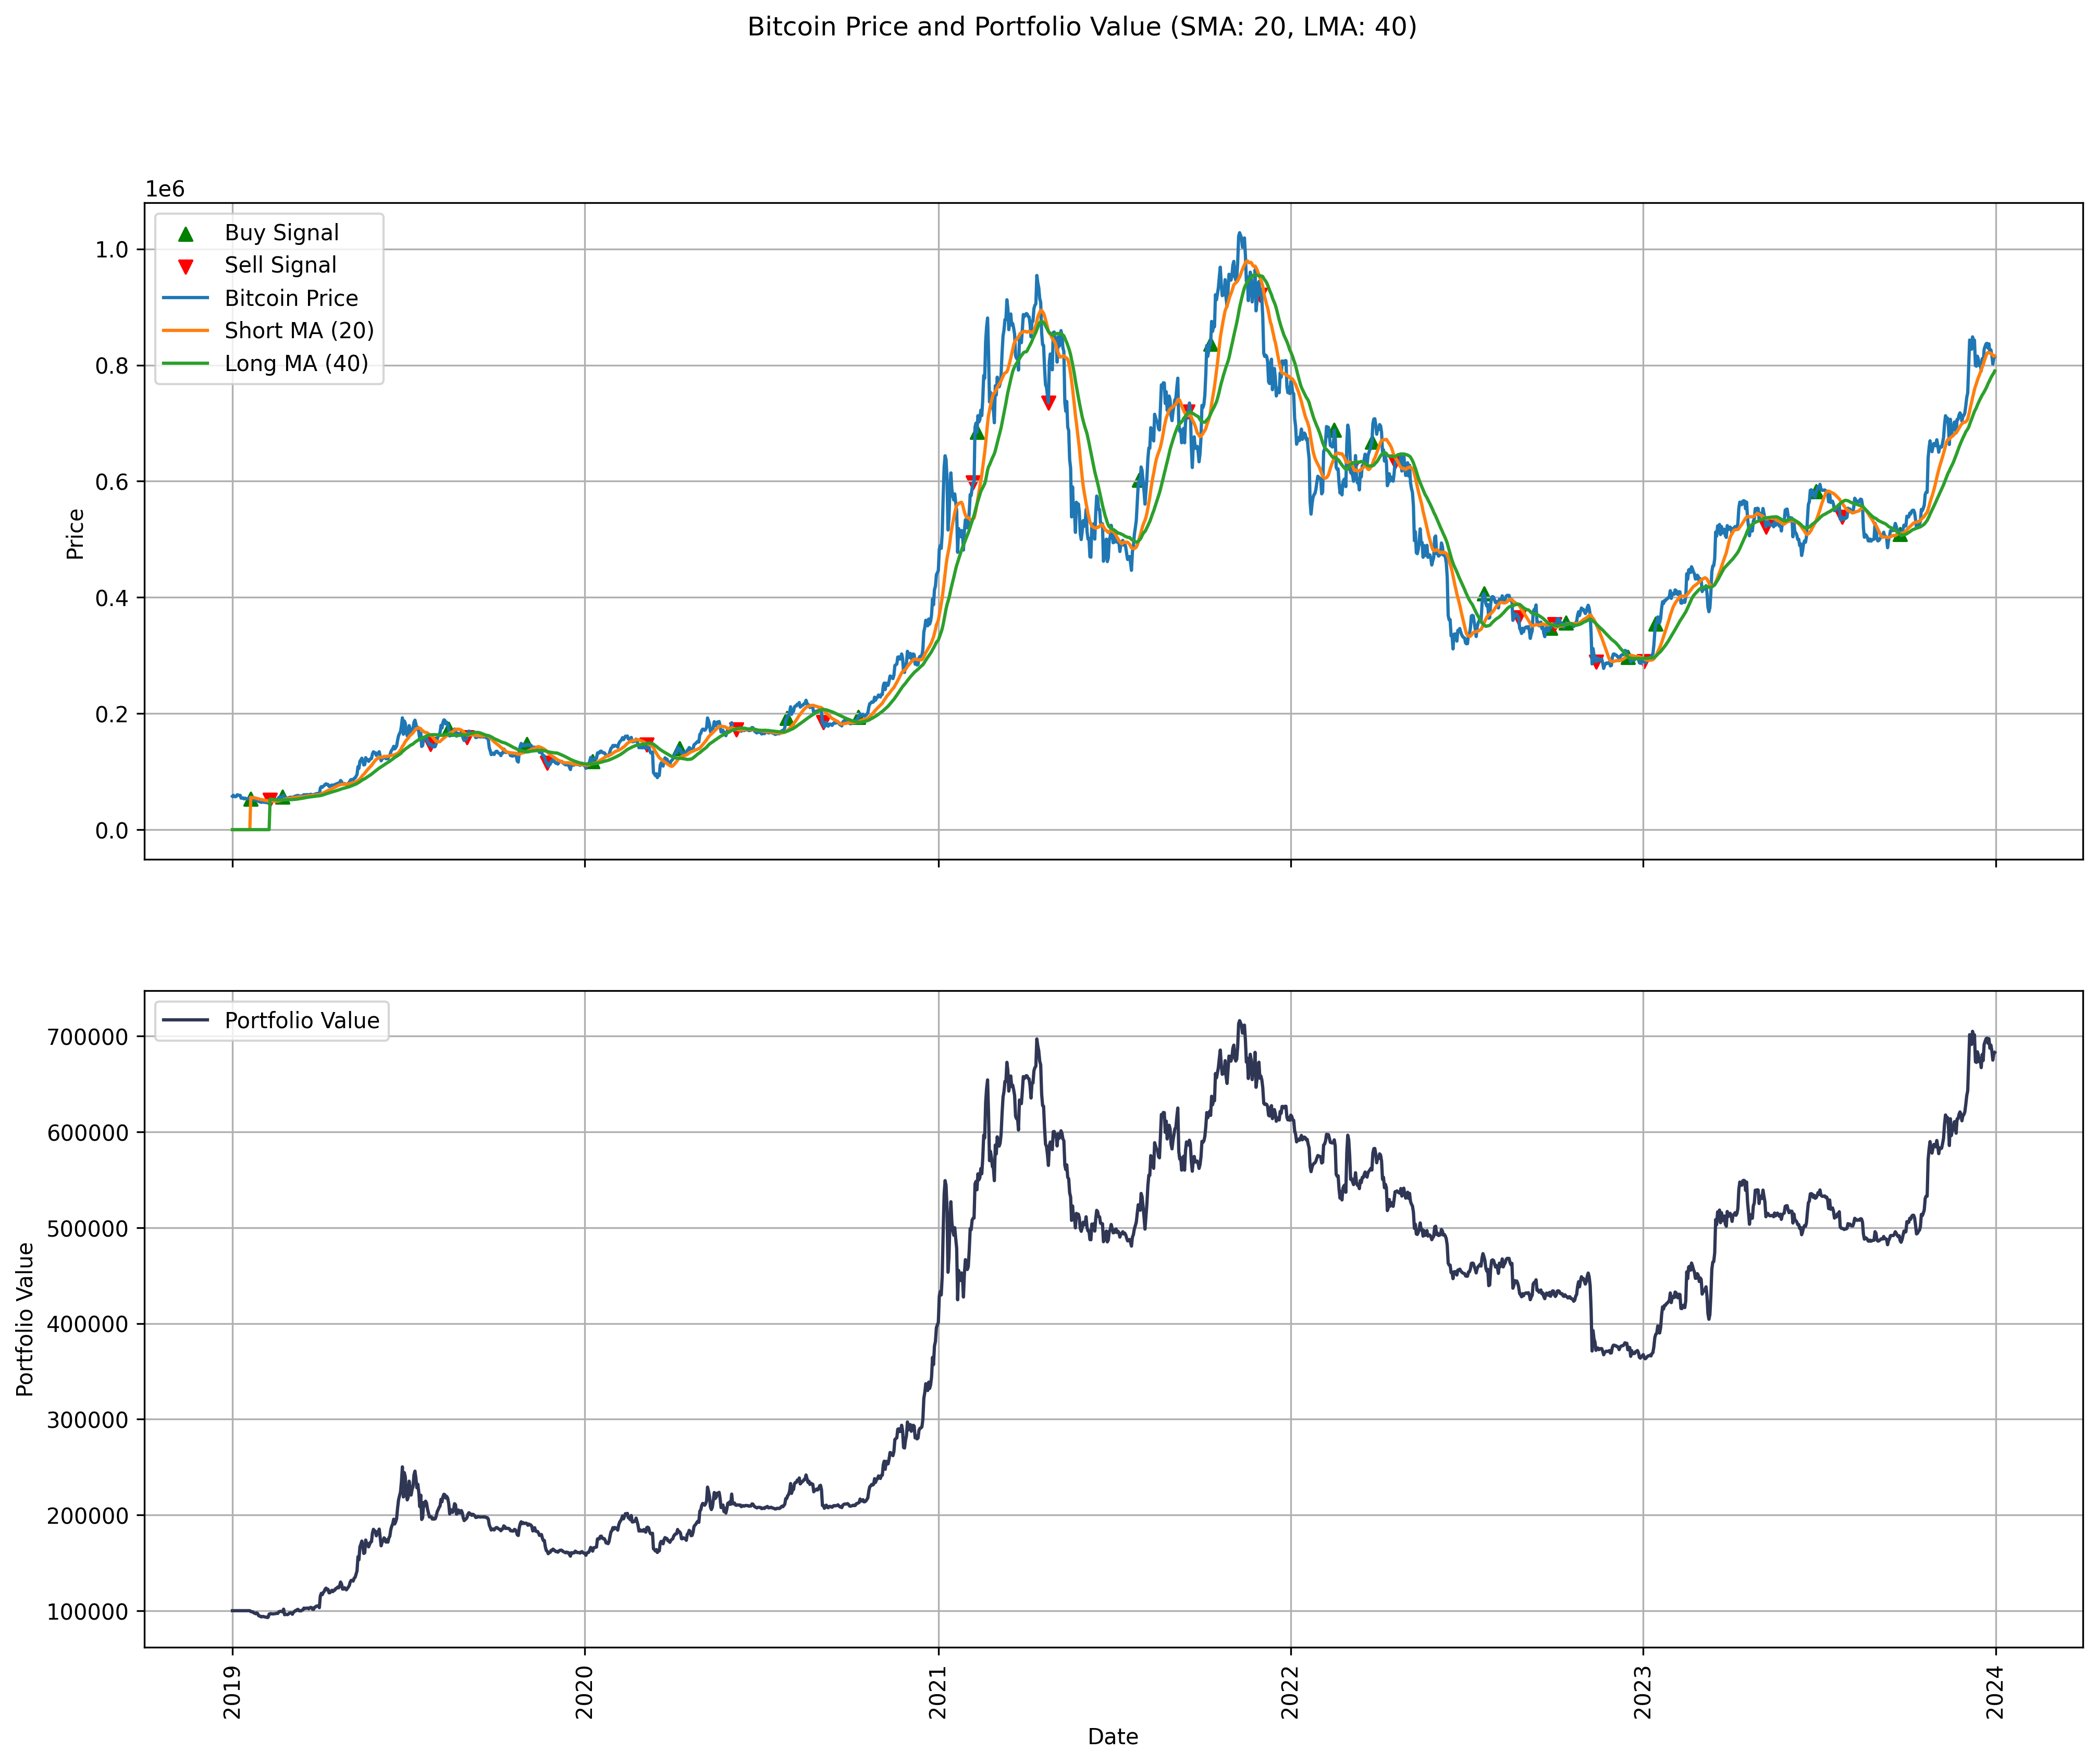 Bitcoin Price and Portfolio Value (SMA: 20, LMA: 40)
1e6
Buy Signal
Sell Signal
Bitcoin Price
Short MA (20)
Long MA (40)
1.0
0.8
0.6
0.4
0.2
0.0
Price
Portfolio Value
700000
600000
500000
400000
300000
200000
100000
Portfolio Value
2019
2020
2021
2022
2023
2024
Date